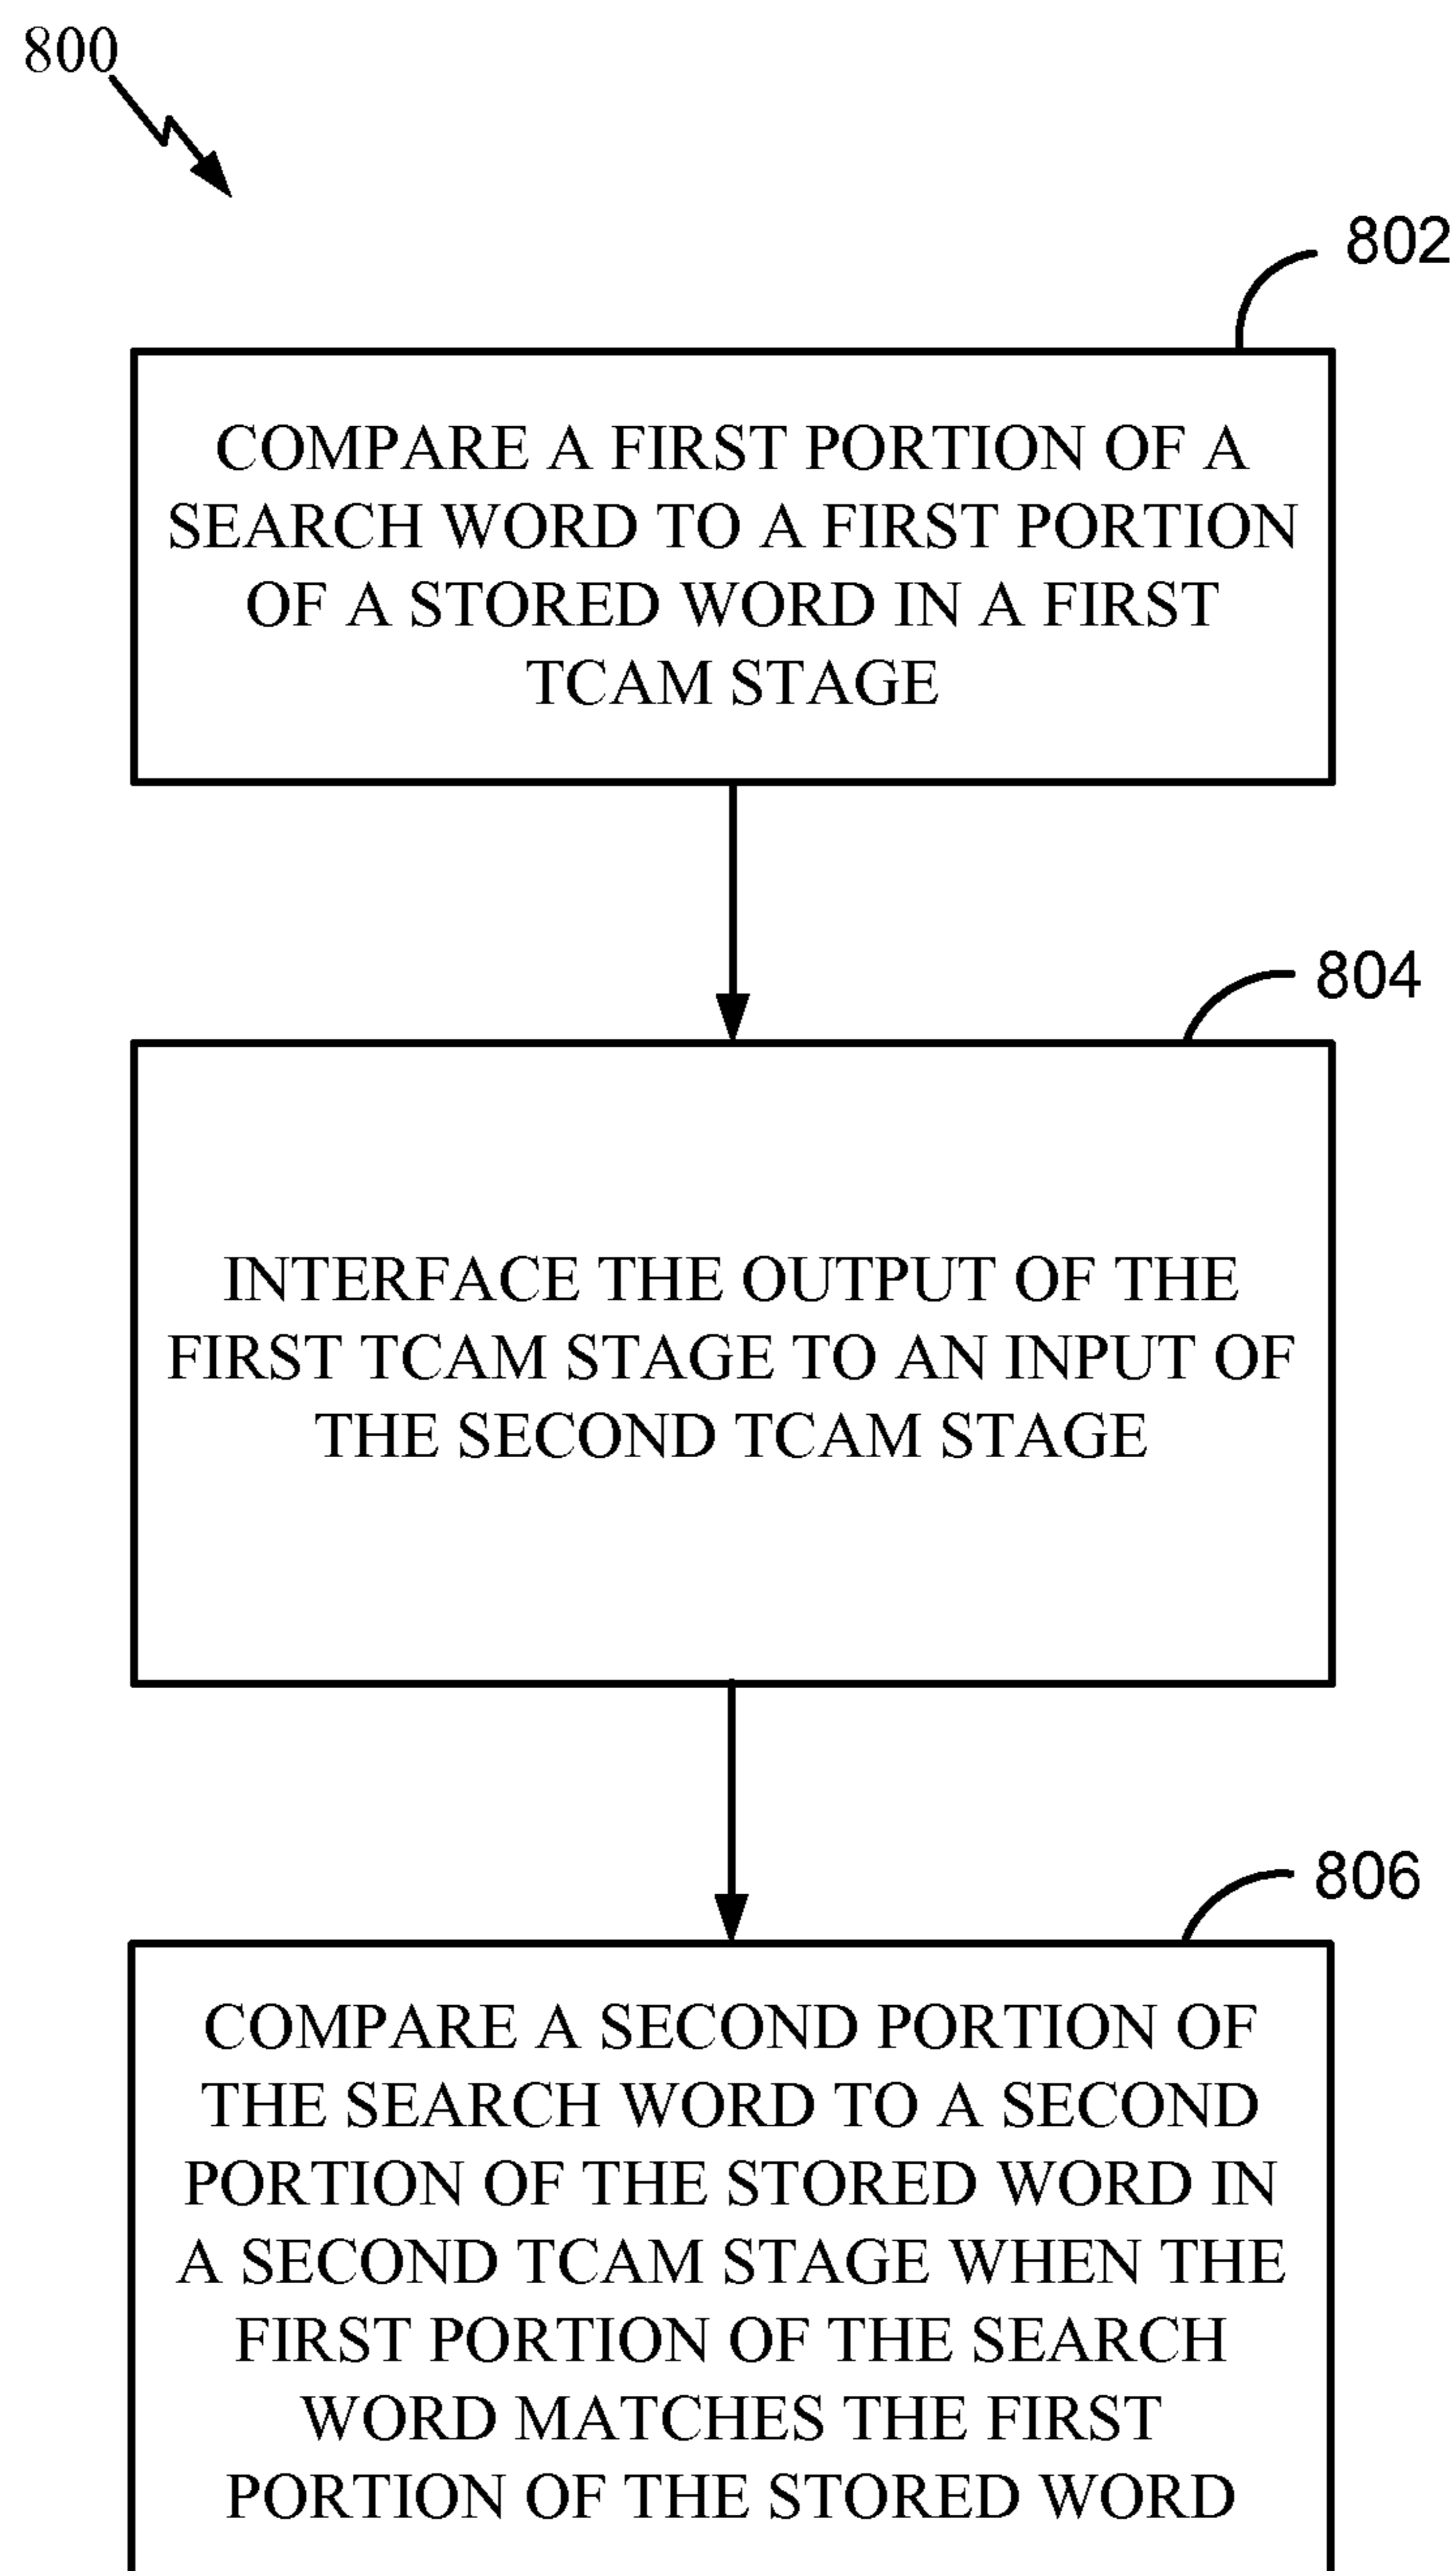 800
802
COMPARE A FIRST PORTION OF A
SEARCH WORD TO A FIRST PORTION
OF A STORED WORD IN A FIRST
TCAM STAGE
804
INTERFACE THE OUTPUT OF THE
FIRST TCAM STAGE TO AN INPUT OF
THE SECOND TCAM STAGE
806
COMPARE A SECOND PORTION OF
THE SEARCH WORD TO A SECOND
PORTION OF THE STORED WORD IN
A SECOND TCAM STAGE WHEN THE
FIRST PORTION OF THE SEARCH
WORD MATCHES THE FIRST
PORTION OF THE STORED WORD